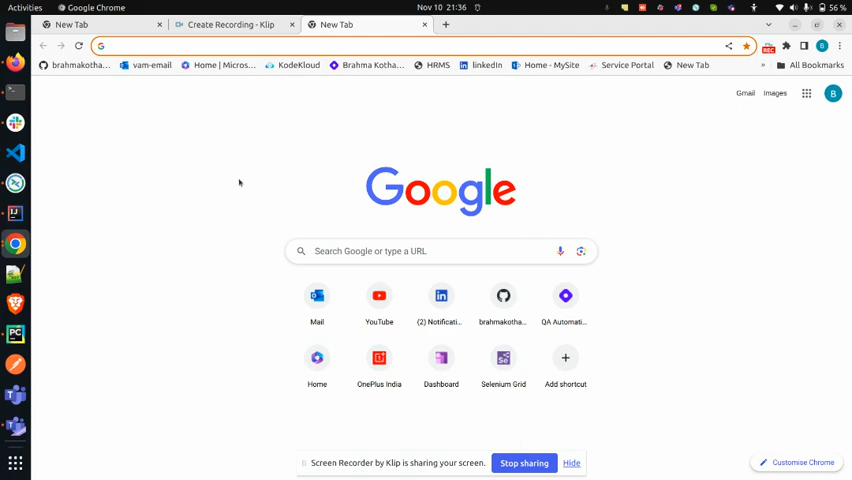 Activities Google Chrome Nov 10 21:36 56 %
New Tab Create Recording - Klip New Tab
REC
brahmakotha... vam-email Home | Micros... KodeKloud Brahma Kotha... HRMS linkedIn Home - MySite Service Portal New Tab » All Bookmarks
Gmail Images B
Google
Search Google or type a URL
Mail YouTube (2) Notificati... brahmakotha... QA Automati...
Home OnePlus India Dashboard Selenium Grid Add shortcut
Screen Recorder by Klip is sharing your screen. Stop sharing Hide
Customise Chrome